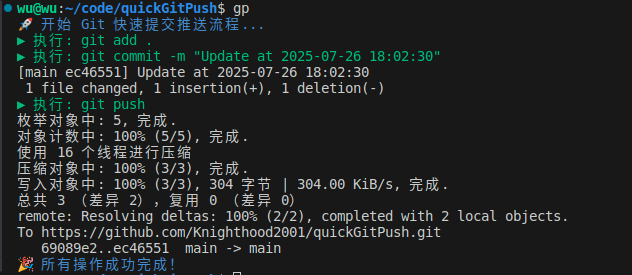 wu@wu:~/code/quickGitPush$ gp
🚀 开始 Git 快速提交推送流程...
▶ 执行: git add .
▶ 执行: git commit -m "Update at 2025-07-26 18:02:30"
[main ec46551] Update at 2025-07-26 18:02:30
 1 file changed, 1 insertion(+), 1 deletion(-)
▶ 执行: git push
枚举对象中: 5, 完成.
对象计数中: 100% (5/5), 完成.
使用 16 个线程进行压缩
压缩对象中: 100% (3/3), 完成.
写入对象中: 100% (3/3), 304 字节 | 304.00 KiB/s, 完成.
总共 3 （差异 2），复用 0 （差异 0）
remote: Resolving deltas: 100% (2/2), completed with 2 local objects.
To https://github.com/Knighthood2001/quickGitPush.git
   69089e2..ec46551  main -> main
🎉 所有操作成功完成!